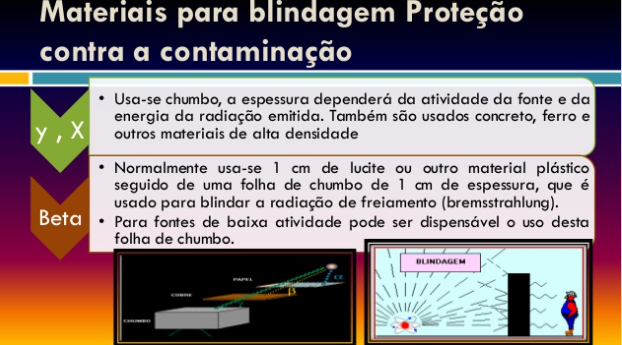 Materiais para blindagem Proteção
contra a contaminação
y , X
• Usa-se chumbo, a espessura dependerá da atividade da fonte e da
energia da radiação emitida. Também são usados concreto, ferro e
outros materiais de alta densidade
Beta
• Normalmente usa-se 1 cm de lucite ou outro material plástico
seguido de uma folha de chumbo de 1 cm de espessura, que é
usado para blindar a radiação de freiamento (bremsstrahlung).
• Para fontes de baixa atividade pode ser dispensável o uso desta
folha de chumbo.
PAPEL
α
COBRE
β
CHUMBO
BLINDAGEM